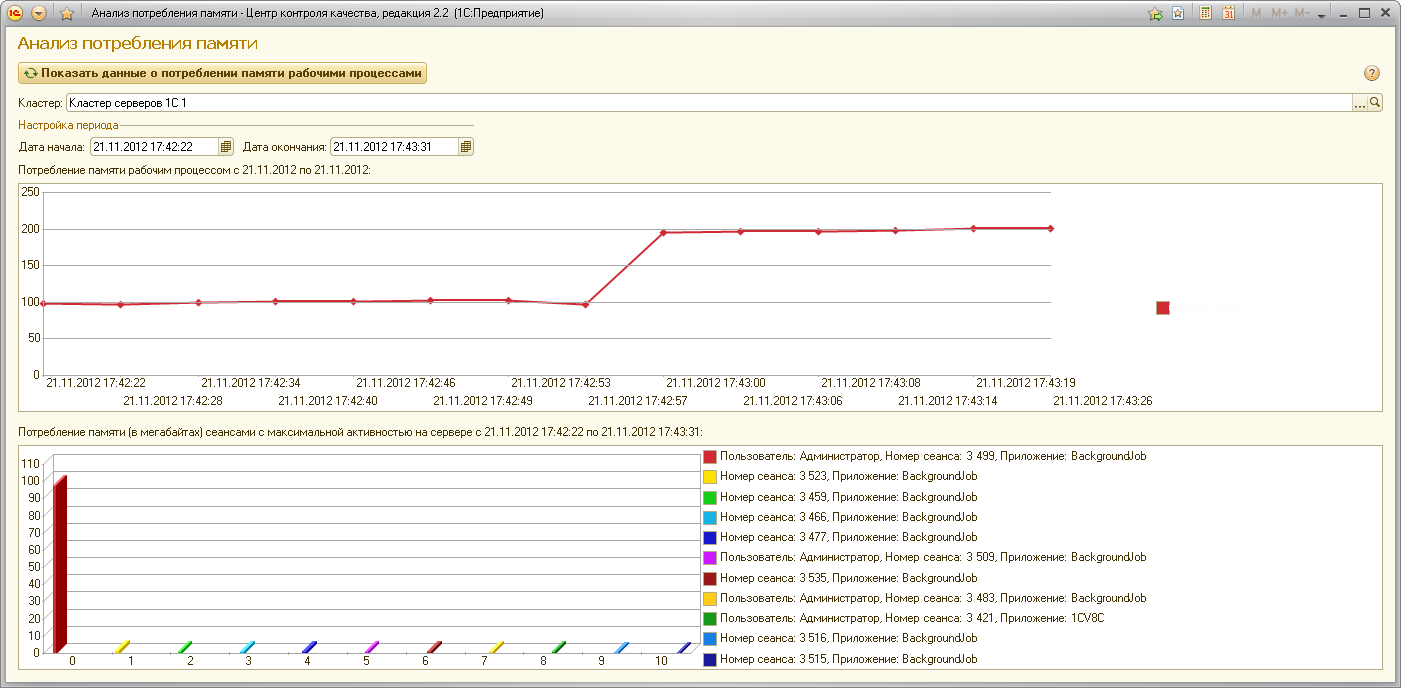 Анализ потребления памяти - Центр контроля качества, редакция 2.2 (1С:Предприятие)
M M+ M-
Анализ потребления памяти
Показать данные о потреблении памяти рабочими процессами
?
Кластер: Кластер серверов 1С 1 ...
Настройка периода
Дата начала: 21.11.2012 17:42:22 Дата окончания: 21.11.2012 17:43:31
Потребление памяти рабочим процессом с 21.11.2012 по 21.11.2012:
250
200
150
100
50
0
21.11.2012 17:42:22 21.11.2012 17:42:34 21.11.2012 17:42:46 21.11.2012 17:42:53 21.11.2012 17:43:00 21.11.2012 17:43:08 21.11.2012 17:43:19
21.11.2012 17:42:28 21.11.2012 17:42:40 21.11.2012 17:42:49 21.11.2012 17:42:57 21.11.2012 17:43:06 21.11.2012 17:43:14 21.11.2012 17:43:26
Потребление памяти (в мегабайтах) сеансами с максимальной активностью на сервере с 21.11.2012 17:42:22 по 21.11.2012 17:43:31:
110
100
90
80
70
60
50
40
30
20
10
0
0 1 2 3 4 5 6 7 8 9 10
Пользователь: Администратор, Номер сеанса: 3 499, Приложение: BackgroundJob
Номер сеанса: 3 523, Приложение: BackgroundJob
Номер сеанса: 3 459, Приложение: BackgroundJob
Номер сеанса: 3 466, Приложение: BackgroundJob
Номер сеанса: 3 477, Приложение: BackgroundJob
Пользователь: Администратор, Номер сеанса: 3 509, Приложение: BackgroundJob
Номер сеанса: 3 535, Приложение: BackgroundJob
Пользователь: Администратор, Номер сеанса: 3 483, Приложение: BackgroundJob
Пользователь: Администратор, Номер сеанса: 3 421, Приложение: 1CV8C
Номер сеанса: 3 516, Приложение: BackgroundJob
Номер сеанса: 3 515, Приложение: BackgroundJob